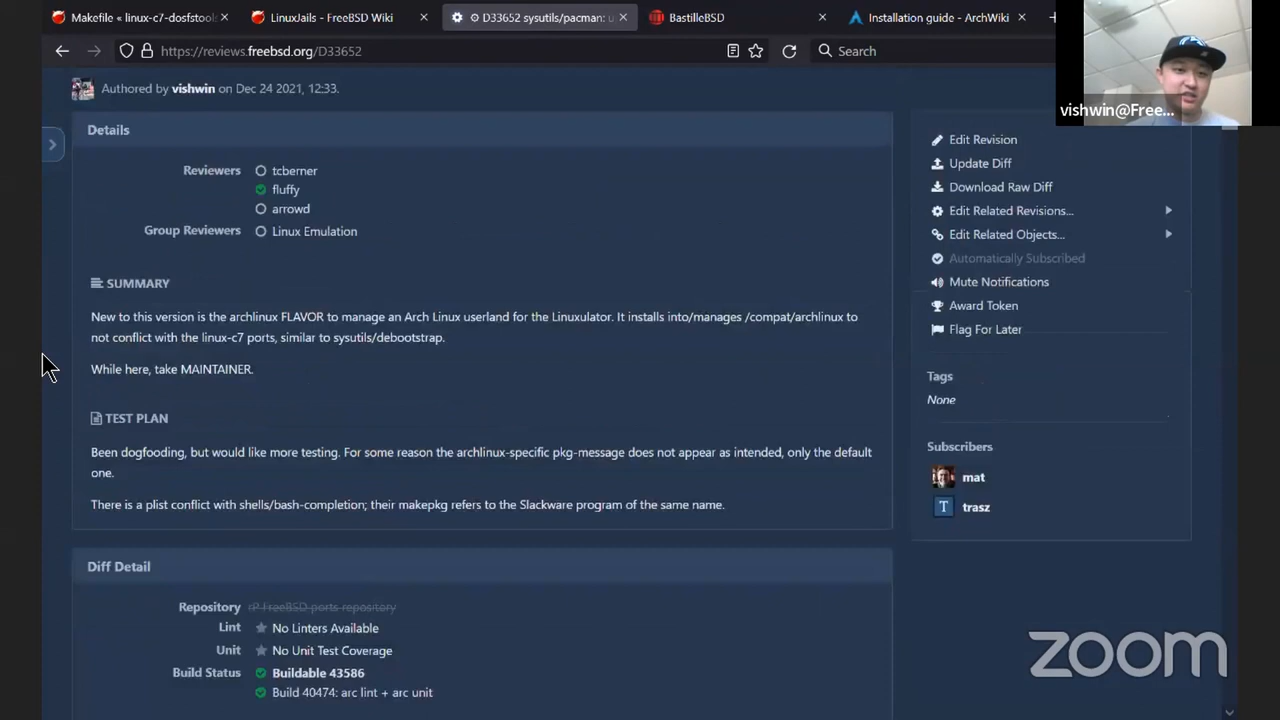 Makefile « linux-c7-dosfstools
LinuxJails - FreeBSD Wiki
D33652 sysutils/pacman: u
BastilleBSD
Installation guide - ArchWiki
https://reviews.freebsd.org/D33652
Search
vishwin@Free...
Authored by vishwin on Dec 24 2021, 12:33.
Details
Reviewers
tcberner
fluffy
arrowd
Group Reviewers
Linux Emulation
SUMMARY
New to this version is the archlinux FLAVOR to manage an Arch Linux userland for the Linuxulator. It installs into/manages /compat/archlinux to
not conflict with the linux-c7 ports, similar to sysutils/debootstrap.
While here, take MAINTAINER.
TEST PLAN
Been dogfooding, but would like more testing. For some reason the archlinux-specific pkg-message does not appear as intended, only the default
one.
There is a plist conflict with shells/bash-completion; their makepkg refers to the Slackware program of the same name.
Diff Detail
Repository
rP FreeBSD ports repository
Lint
No Linters Available
Unit
No Unit Test Coverage
Build Status
Buildable 43586
Build 40474: arc lint + arc unit
Edit Revision
Update Diff
Download Raw Diff
Edit Related Revisions...
Edit Related Objects...
Automatically Subscribed
Mute Notifications
Award Token
Flag For Later
Tags
None
Subscribers
mat
T trasz
zoom